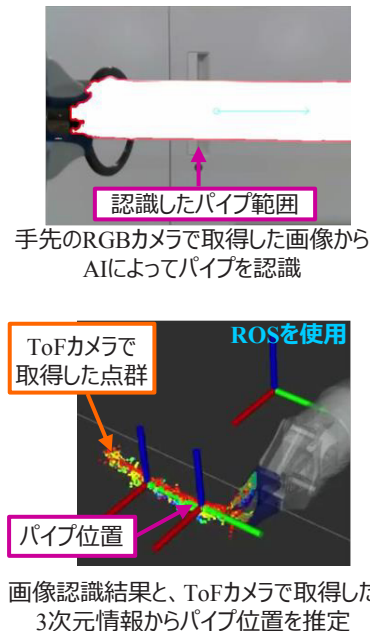 認識したパイプ範囲
手先のRGBカメラで取得した画像から
AIによってパイプを認識
ROSを使用
ToFカメラで
取得した点群
パイプ位置
画像認識結果と、ToFカメラで取得した
3次元情報からパイプ位置を推定